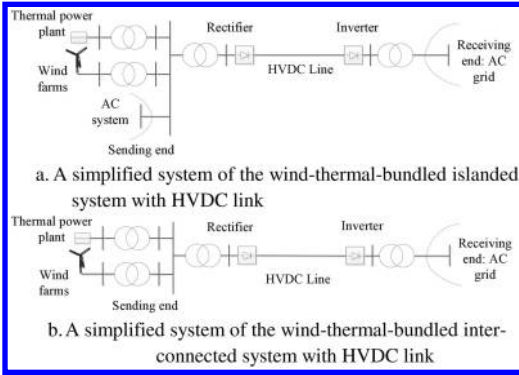 Thermal power
plant
Rectifier
Inverter
Receiving
end: AC
grid
HVDC Line
Wind
farms
AC
system
Sending end
a. A simplified system of the wind-thermal-bundled islanded
system with HVDC link
Thermal power
plant
Rectifier
Inverter
Receiving
end: AC
grid
HVDC Line
Wind
farms
Sending end
b. A simplified system of the wind-thermal-bundled inter-
connected system with HVDC link